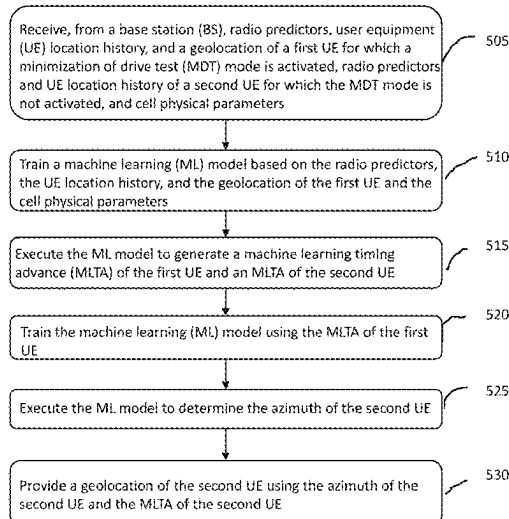 Receive, from a base station (BS), radio predictors, user equipment
(UE) location history, and a geolocation of a first UE for which a
minimization of drive test (MDT) mode is activated, radio predictors
and UE location history of a second UE for which the MDT mode is
not activated, and cell physical parameters
505
Train a machine learning (ML) model based on the radio predictors,
the UE location history, and the geolocation of the first UE and the
cell physical parameters
510
Execute the ML model to generate a machine learning timing
advance (MLTA) of the first UE and an MLTA of the second UE
515
Train the machine learning (ML) model using the MLTA of the first
UE
520
Execute the ML model to determine the azimuth of the second UE
525
Provide a geolocation of the second UE using the azimuth of the
second UE and the MLTA of the second UE
530